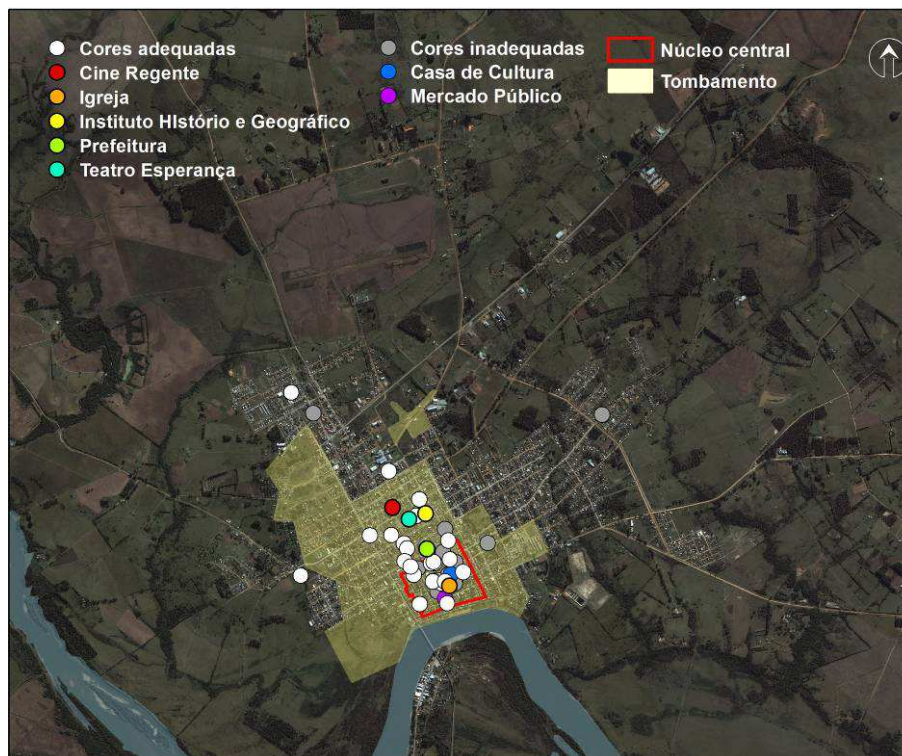 Cores adequadas
Cine Regente
Igreja
Instituto HIstório e Geográfico
Prefeitura
Teatro Esperança
Cores inadequadas
Casa de Cultura
Mercado Público
Núcleo central
Tombamento